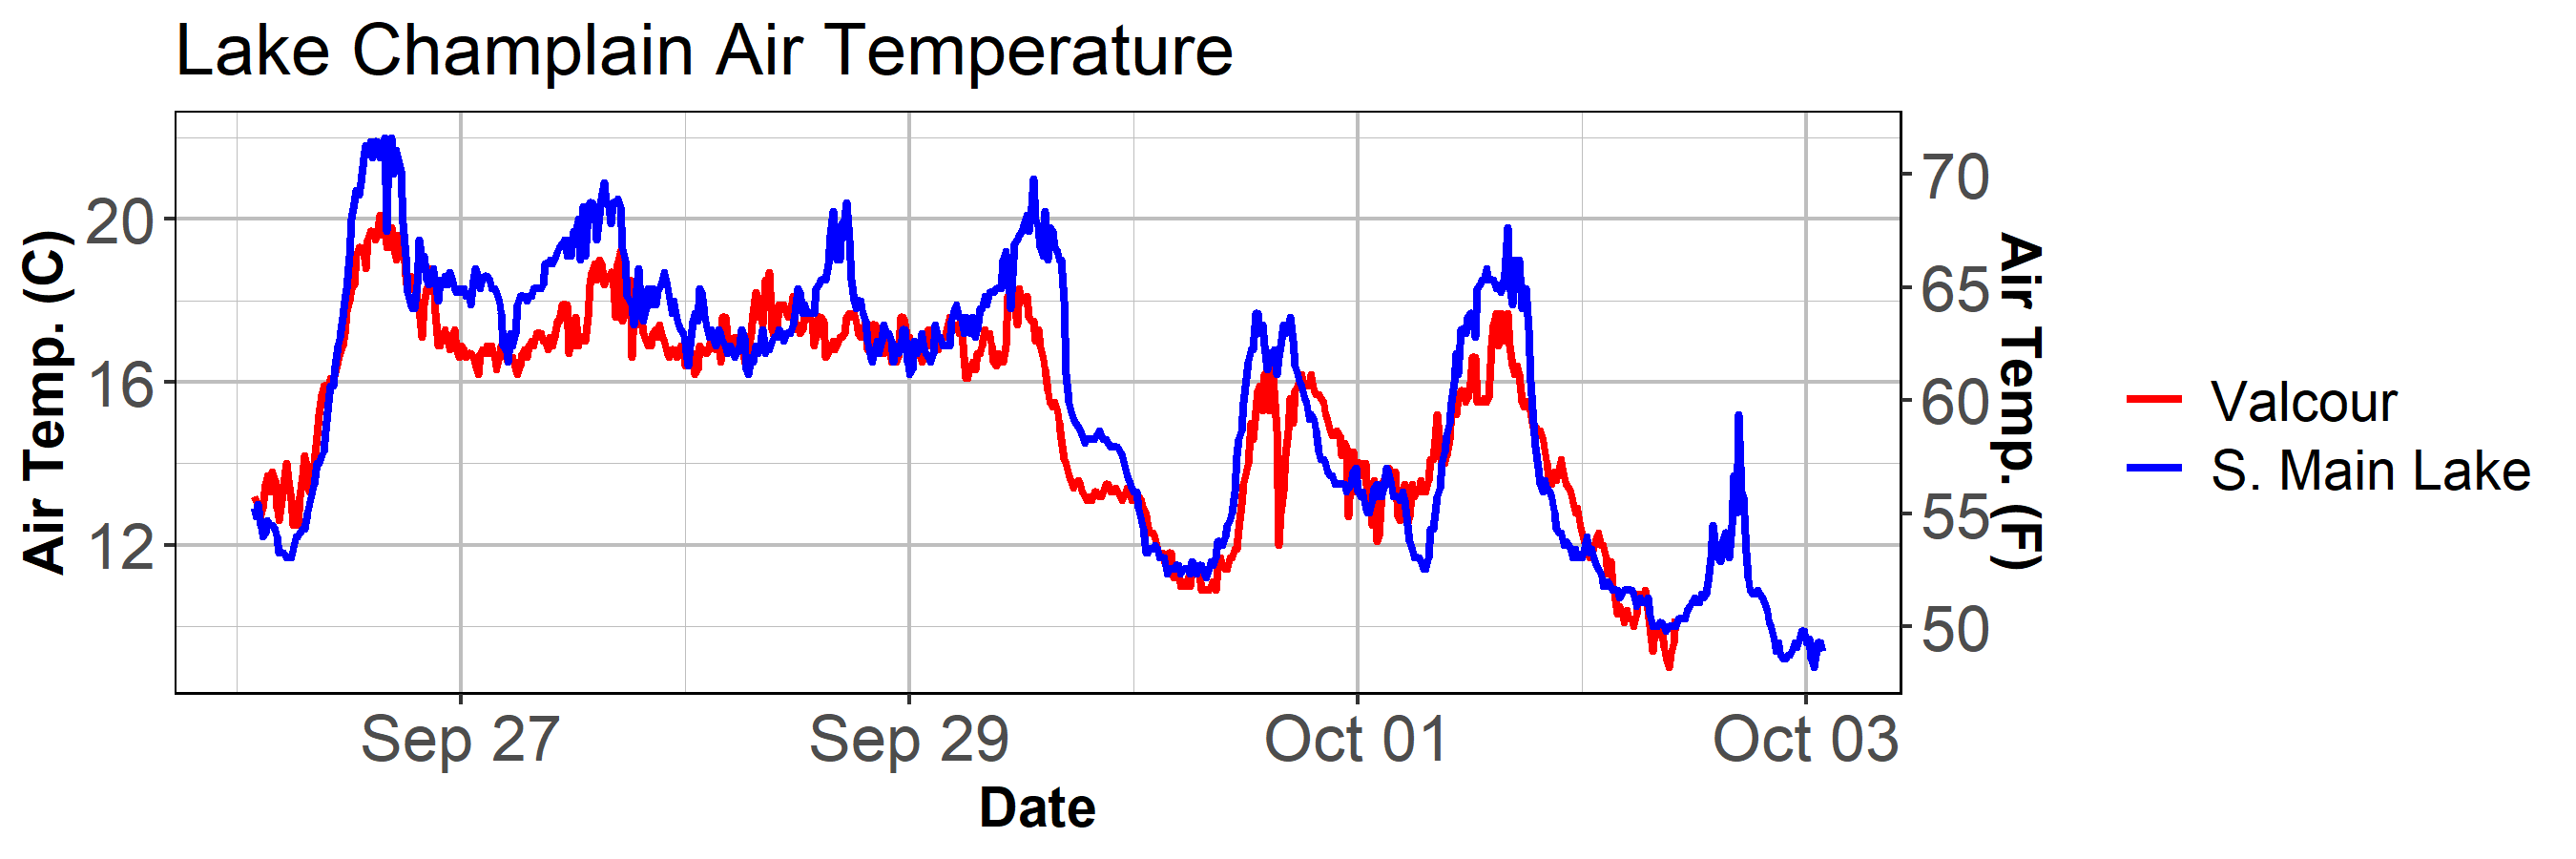 Lake Champlain Air Temperature
Air Temp. (C)
20
16
12
70
65
60
55
50
Air Temp. (F)
Sep 27
Sep 29
Oct 01
Oct 03
Date
Valcour
S. Main Lake